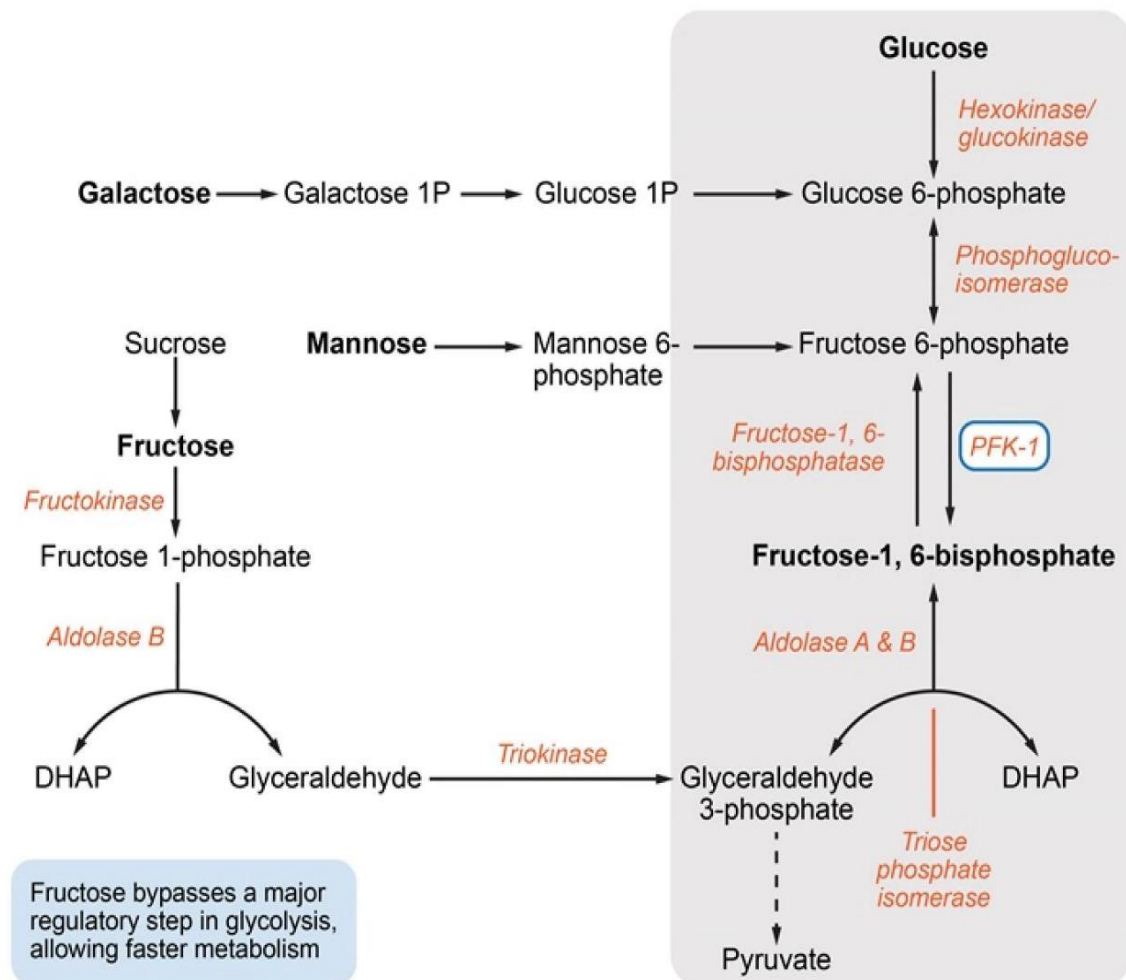 Glucose
Hexokinase/
glucokinase
Galactose
Galactose 1P
Glucose 1P
Glucose 6-phosphate
Phosphogluco-
isomerase
Sucrose
Mannose
Mannose 6-
phosphate
Fructose 6-phosphate
Fructose
Fructose-1, 6-
bisphosphatase
PFK-1
Fructokinase
Fructose 1-phosphate
Fructose-1, 6-bisphosphate
Aldolase B
Aldolase A & B
DHAP
Glyceraldehyde
Triokinase
Glyceraldehyde
3-phosphate
DHAP
Triose
phosphate
isomerase
Fructose bypasses a major
regulatory step in glycolysis,
allowing faster metabolism
Pyruvate